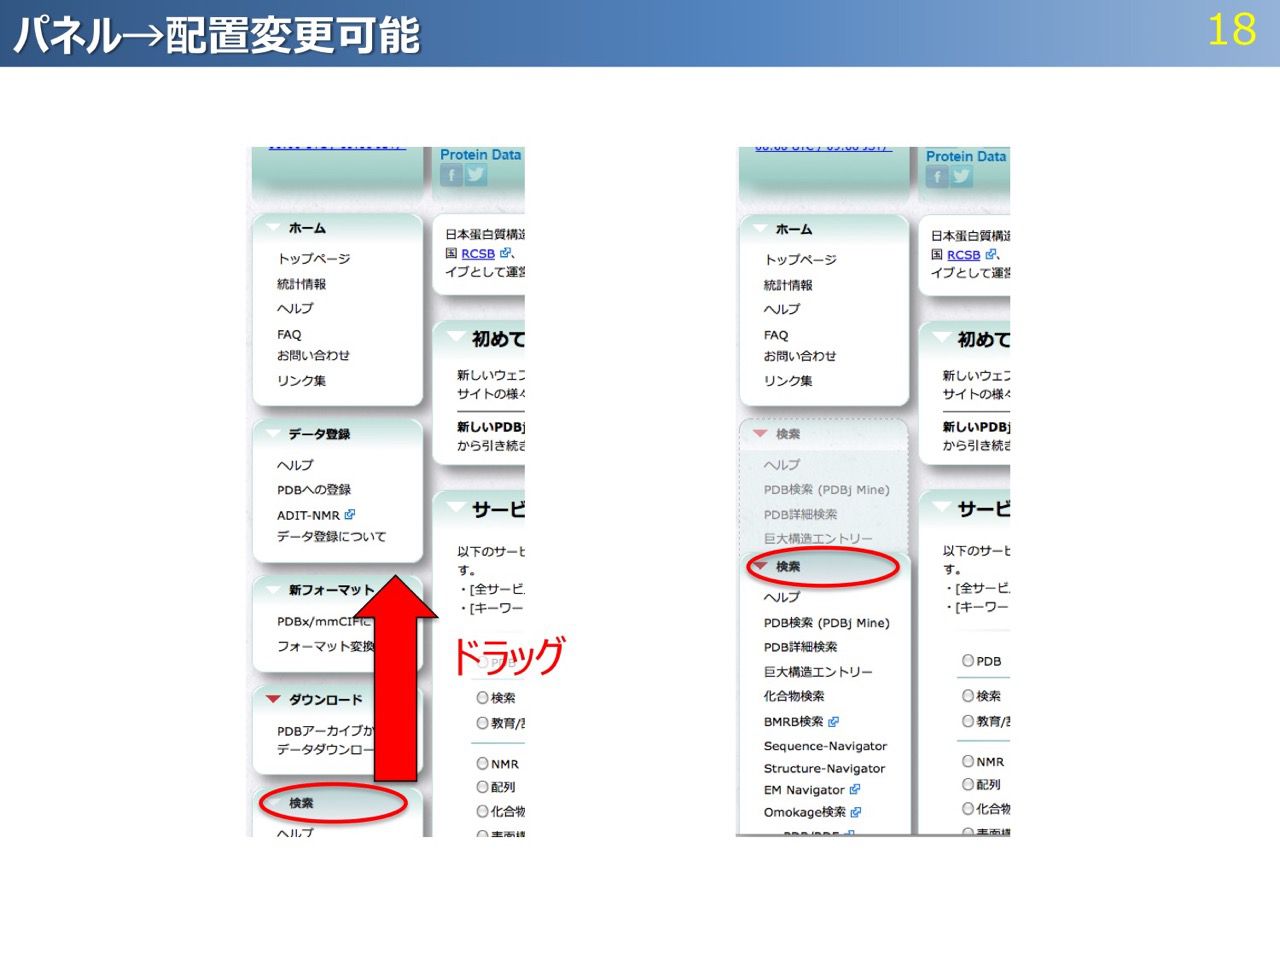 パネル→配置変更可能
18
Protein Data
ホーム
トップページ
統計情報
ヘルプ
FAQ
お問い合わせ
リンク集
データ登録
ヘルプ
PDBへの登録
ADIT-NMR
データ登録について
新フォーマット
PDBx/mmCIFに
フォーマット変換
ダウンロード
PDBアーカイブか
データダウンロー
検索
ヘルプ
日本蛋白質構造
国 RCSB 、
イブとして運営
初めて
新しいウェブ
サイトの様々
新しいPDBj
から引き続き
サービ
以下のサービ
す。
・[全サービ
・[キーワー
ドラッグ
PDB
検索
教育/
NMR
配列
化合物
表面構
00:00 UTC / 09:00 JST)
Protein Data
ホーム
トップページ
統計情報
ヘルプ
FAQ
お問い合わせ
リンク集
検索
ヘルプ
PDB検索 (PDBj Mine)
PDB詳細検索
巨大構造エントリー
検索
ヘルプ
PDB検索 (PDBj Mine)
PDB詳細検索
巨大構造エントリー
化合物検索
BMRB検索
Sequence-Navigator
Structure-Navigator
EM Navigator
Omokage検索
日本蛋白質構造
国 RCSB 、
イブとして運営
初めて
新しいウェブ
サイトの様々
新しいPDBj
から引き続き
サービ
以下のサービ
す。
・[全サービ
・[キーワー
PDB
検索
教育/
NMR
配列
化合物
表面構